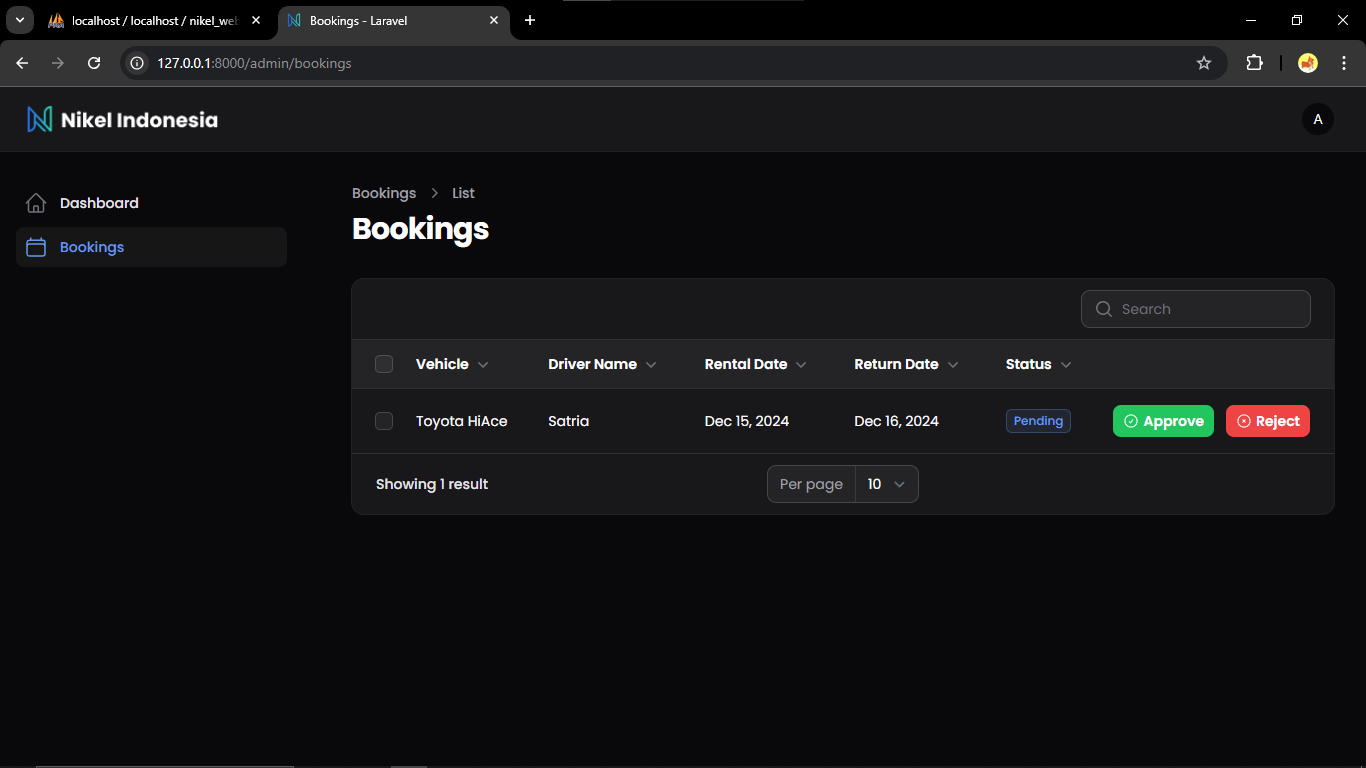 localhost / localhost / nikel_we
Bookings - Laravel
127.0.0.1:8000/admin/bookings
Nikel Indonesia
A
Dashboard
Bookings
Bookings > List
Bookings
Search
Vehicle Driver Name Rental Date Return Date Status
Toyota HiAce Satria Dec 15, 2024 Dec 16, 2024 Pending Approve Reject
Showing 1 result
Per page 10